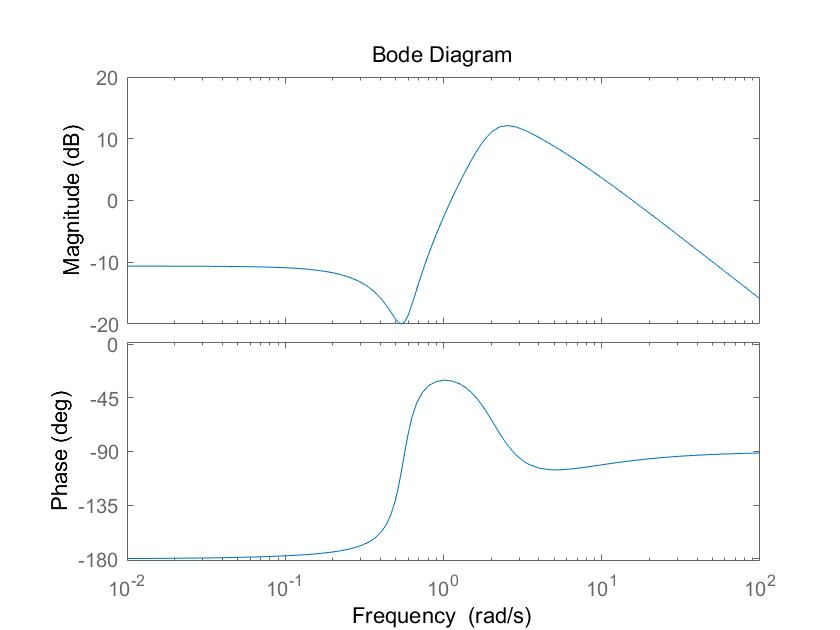 Bode Diagram
20
10
0
-10
-20
Magnitude (dB)
0
-45
-90
-135
-180
Phase (deg)
10^-2 10^-1 10^0 10^1 10^2
Frequency (rad/s)